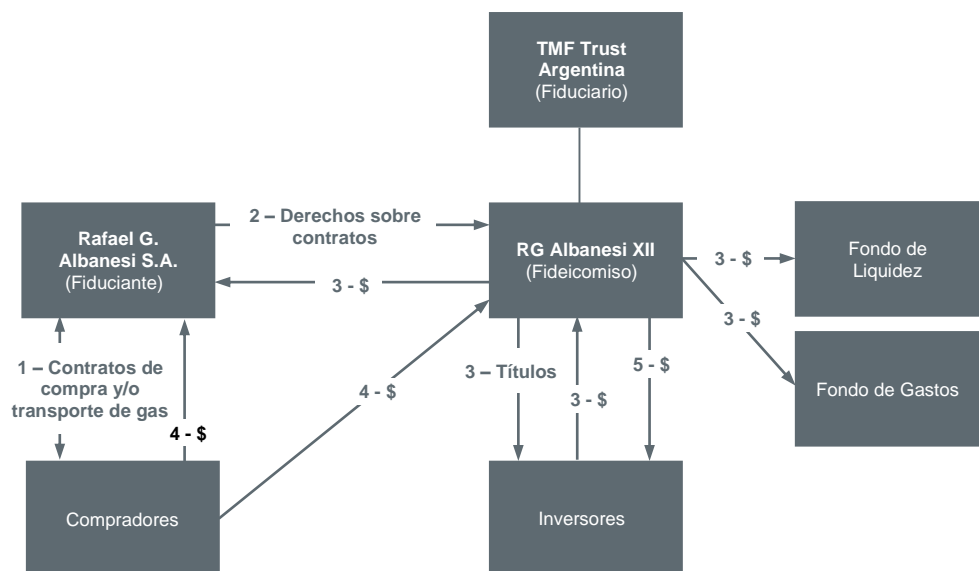 TMF Trust
Argentina
(Fiduciario)
2 – Derechos sobre
contratos
Rafael G.
Albanesi S.A.
(Fiduciante)
RG Albanesi XII
(Fideicomiso)
Fondo de
Liquidez
3 - $
3 - $
3 - $
1 – Contratos de
compra y/o
transporte de gas
4 - $
4 - $
3 – Títulos
3 - $
5 - $
Fondo de Gastos
Compradores
Inversores